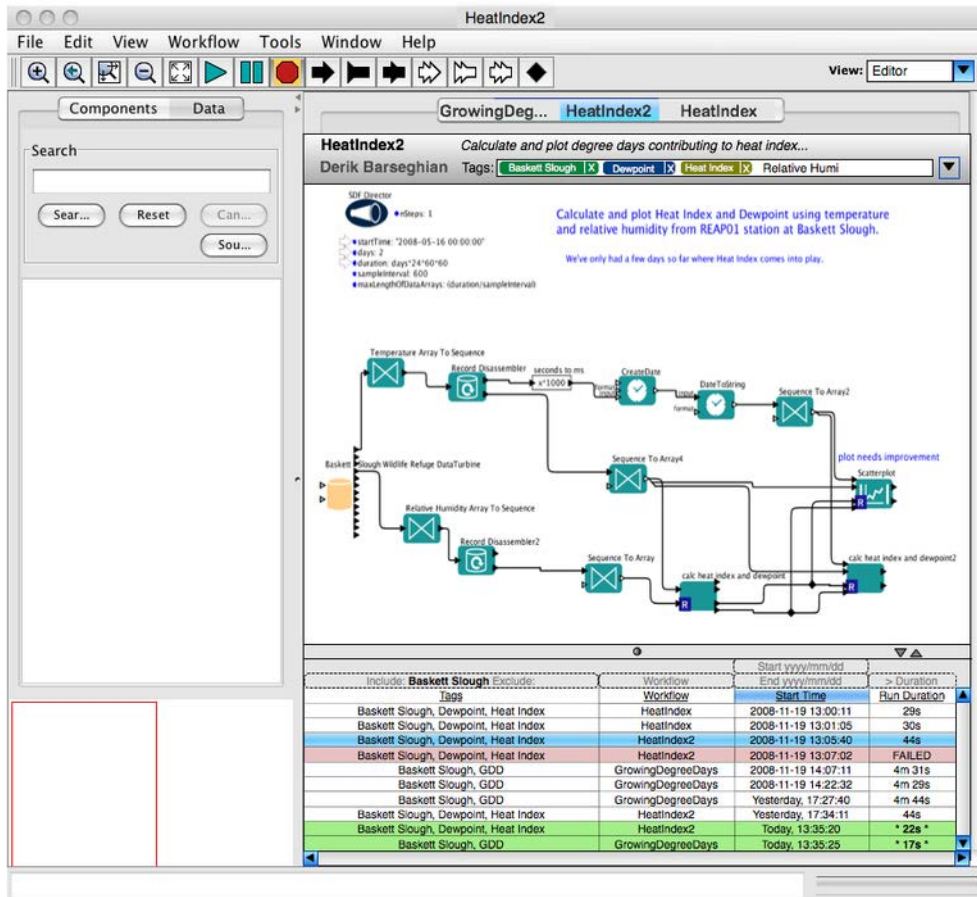 HeatIndex2
File Edit View Workflow Tools Window Help
View: Editor
Components Data
GrowingDeg... HeatIndex2 HeatIndex
Search
Sear... Reset Can...
Sou...
HeatIndex2 Calculate and plot degree days contributing to heat index...
Derik Barseghian Tags: Baskett Slough X Dewpoint X Heat Index X Relative Humi
SDF Director
nSteps: 1
startTime: "2008-05-16 00:00:00"
days: 2
duration: days*24*60*60
sampleInterval: 600
maxLengthOfDataArrays: (duration/sampleInterval)
Calculate and plot Heat Index and Dewpoint using temperature
and relative humidity from REAP01 station at Baskett Slough.
We've only had a few days so far where Heat Index comes into play.
Temperature Array To Sequence
Record Disassembler
seconds to ms
x*1000
format
input
CreateDate
input
format
DateToString
Sequence To Array2
plot needs improvement
Scatterplot
R
Baskett Slough Wildlife Refuge DataTurbine
Sequence To Array4
Relative Humidity Array To Sequence
Record Disassembler2
Sequence To Array
calc heat index and dewpoint
R
calc heat index and dewpoint2
R
Start yyyy/mm/dd
Include: Baskett Slough Exclude: Workflow End yyyy/mm/dd > Duration
Tags Workflow Start Time Run Duration
Baskett Slough, Dewpoint, Heat Index HeatIndex 2008-11-19 13:00:11 29s
Baskett Slough, Dewpoint, Heat Index HeatIndex 2008-11-19 13:01:05 30s
Baskett Slough, Dewpoint, Heat Index HeatIndex2 2008-11-19 13:05:40 44s
Baskett Slough, Dewpoint, Heat Index HeatIndex2 2008-11-19 13:07:02 FAILED
Baskett Slough, GDD GrowingDegreeDays 2008-11-19 14:07:11 4m 31s
Baskett Slough, GDD GrowingDegreeDays 2008-11-19 14:22:32 4m 29s
Baskett Slough, GDD GrowingDegreeDays Yesterday, 17:27:40 4m 44s
Baskett Slough, Dewpoint, Heat Index HeatIndex2 Yesterday, 17:34:11 44s
Baskett Slough, Dewpoint, Heat Index HeatIndex2 Today, 13:35:20 * 22s *
Baskett Slough, GDD GrowingDegreeDays Today, 13:35:25 * 17s *